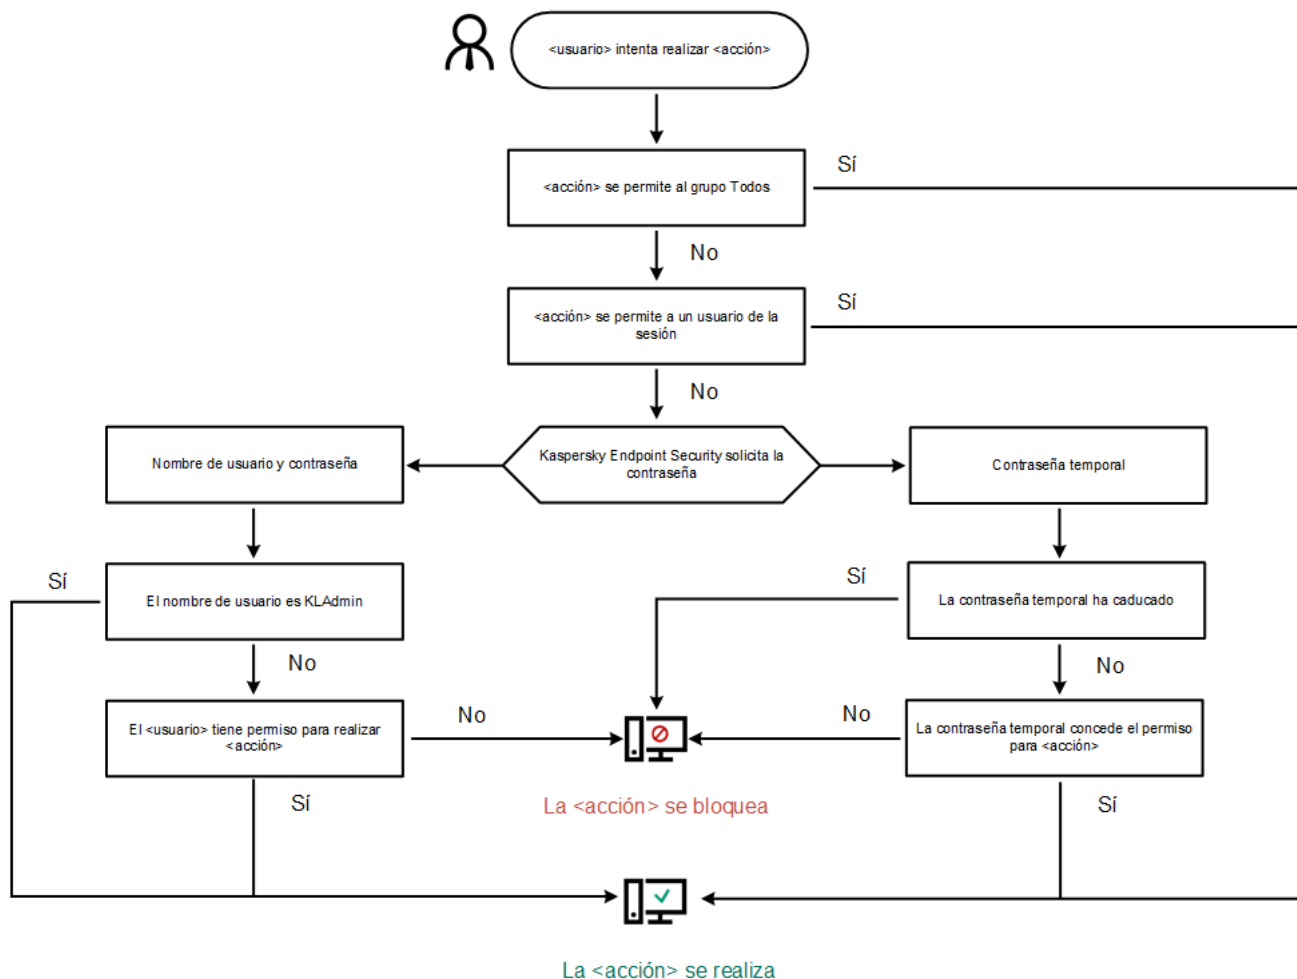 <usuario> intenta realizar <acción>
<acción> se permite al grupo Todos
Sí
No
<acción> se permite a un usuario de la
sesión
Sí
No
Nombre de usuario y contraseña
Kaspersky Endpoint Security solicita la
contraseña
Contraseña temporal
Sí
El nombre de usuario es KLAdmin
Sí
La contraseña temporal ha caducado
No
No
El <usuario> tiene permiso para realizar
<acción>
No
No
La contraseña temporal concede el permiso
para <acción>
Sí
La <acción> se bloquea
Sí
La <acción> se realiza